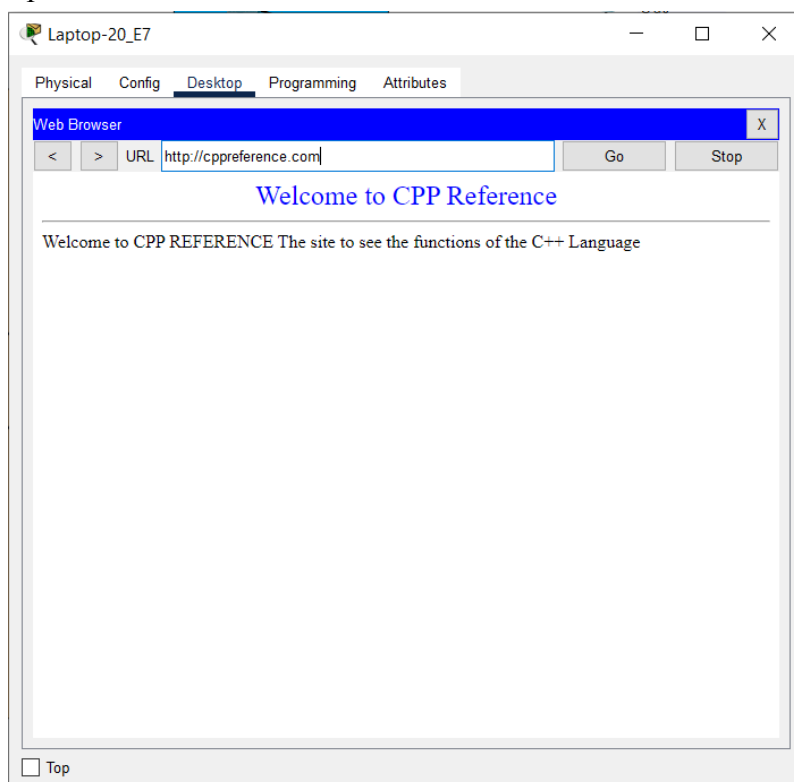 Laptop-20_E7
Physical Config Desktop Programming Attributes
Web Browser X
< > URL http://cppreference.com Go Stop
Welcome to CPP Reference
Welcome to CPP REFERENCE The site to see the functions of the C++ Language
Top